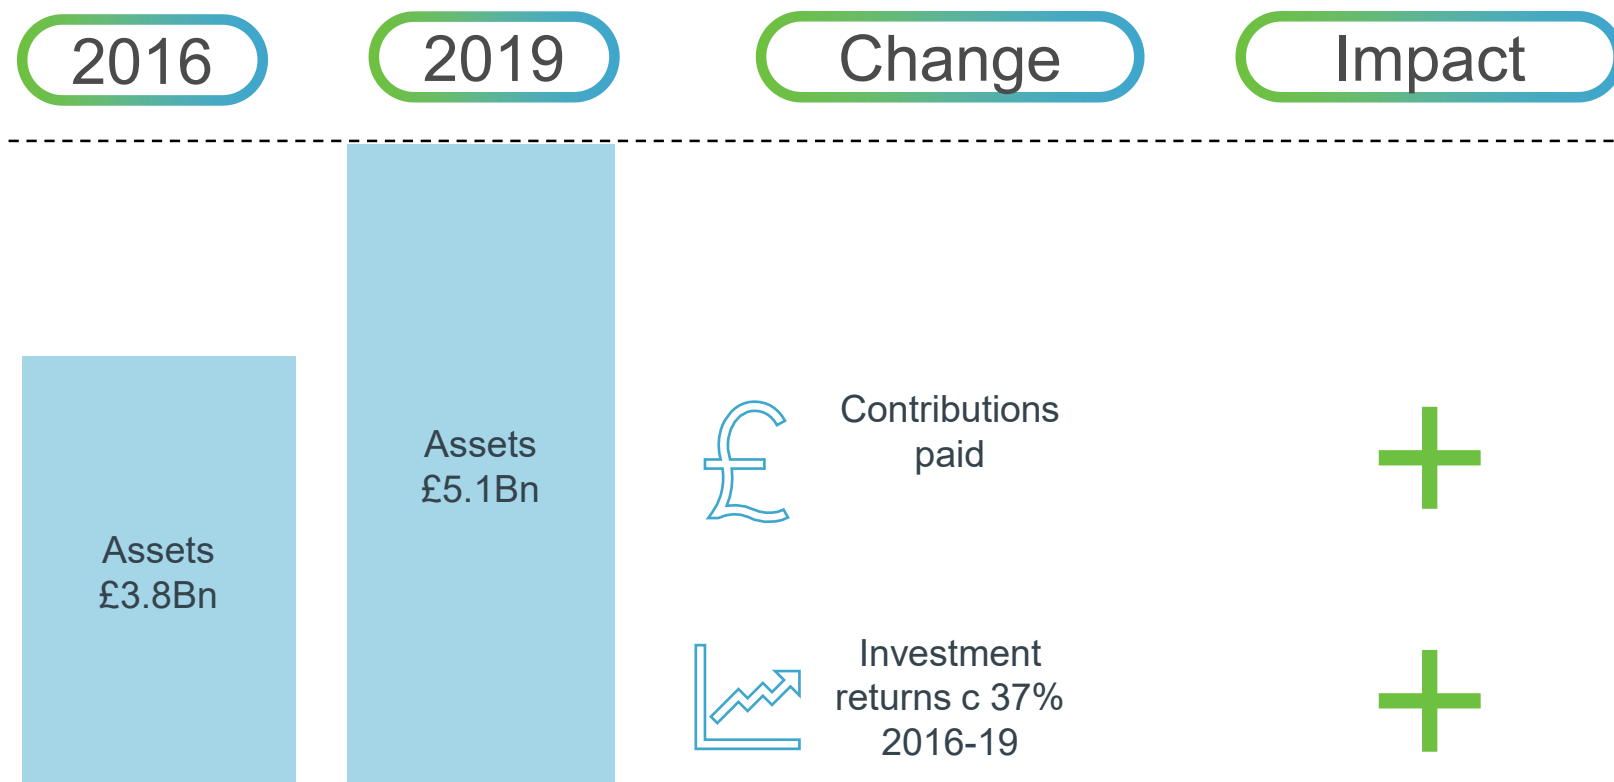 2016
2019
Change
Impact
Assets
£3.8Bn
Assets
£5.1Bn
Contributions
paid
Investment
returns c 37%
2016-19